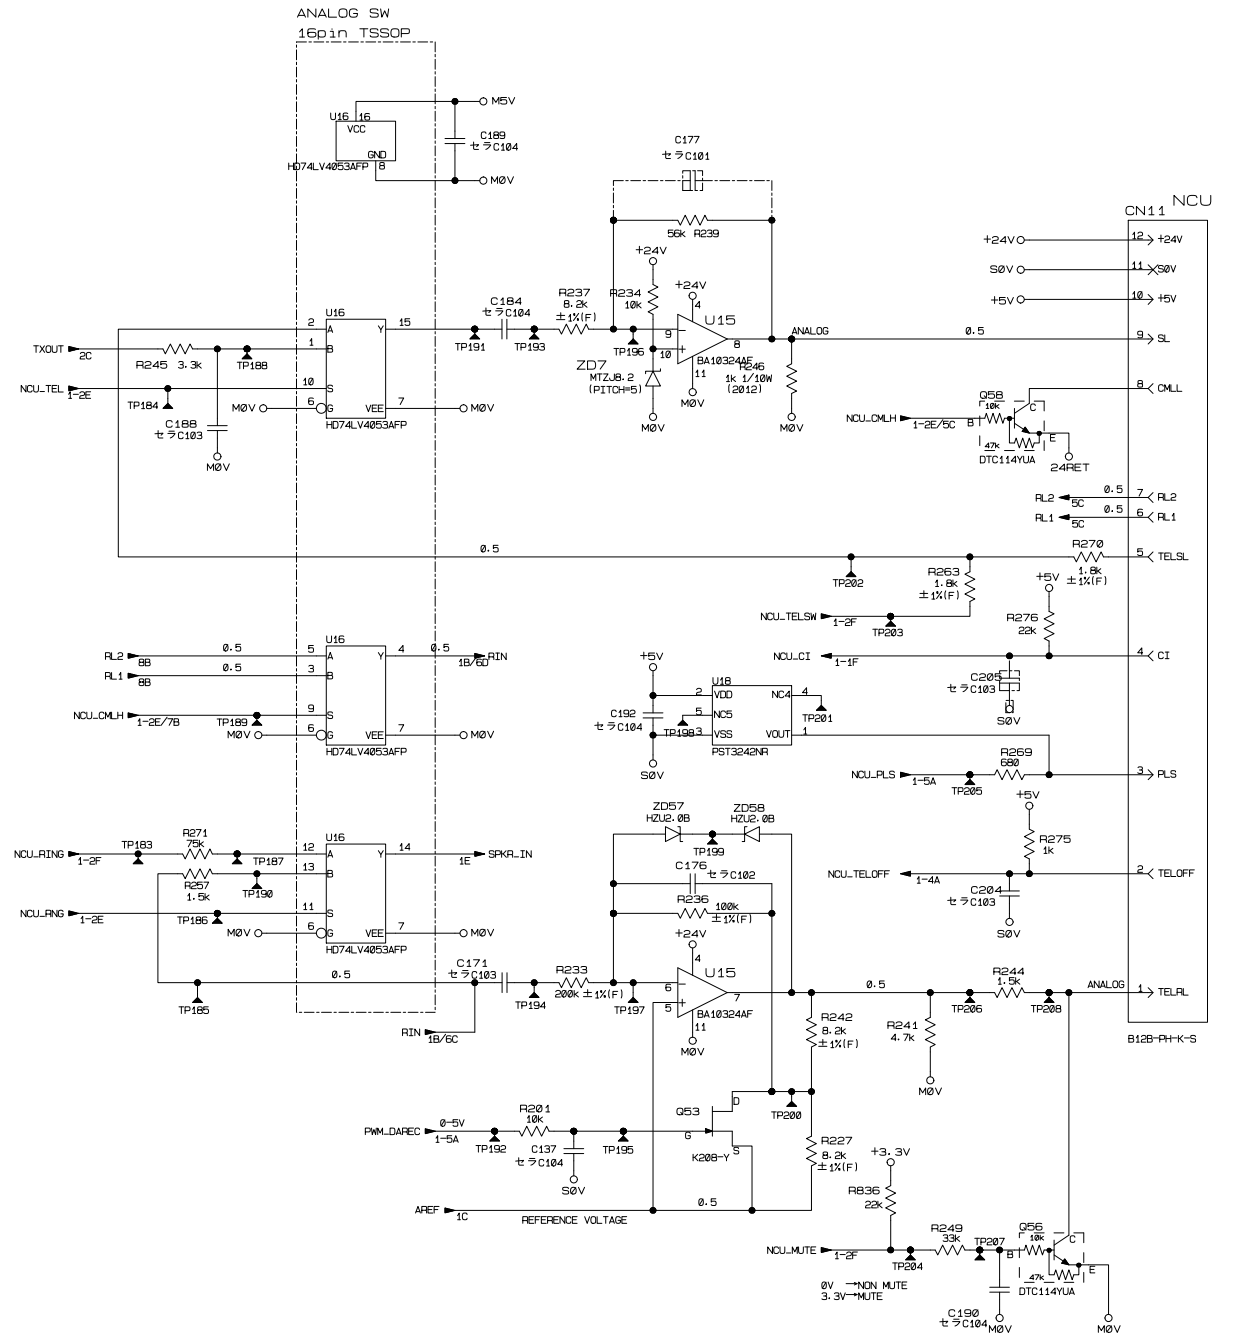 ANALOG SW
16pin TSSOP
U16 16
VCC
GND
HD74LV4053AFP 8
M5V
C189
セラC104
M0V
C177
セラC101
56k R239
+24V
R234
10k
+24V
4
U15
9
10
8
BA10324AF
11
M0V
ZD7
MTZJ8.2
(PITCH=5)
M0V
R246
1k 1/10W
(2012)
M0V
ANALOG
0.5
U16
2 A
1 B
10 S
6 G
Y 15
VEE 7
HD74LV4053AFP
M0V
M0V
TXOUT
2C
R245 3.3k
TP188
NCU_TEL
1-2E
TP184
C188
セラC103
M0V
TP191
C184
セラC104
TP193
R237
8.2k
±1%(F)
TP196
CN11 NCU
+24V 12 +24V
S0V 11 S0V
+5V 10 +5V
9 SL
8 CMLL
0.5 7 RL2
0.5 6 RL1
5 TELSL
4 CI
3 PLS
2 TELOFF
1 TELRL
B12B-PH-K-S
NCU_CMLH
1-2E/5C
Q58
10k
B
C
E
47k
DTC114YUA
24RET
RL2
5C
RL1
5C
0.5
TP202
R263
1.8k
±1%(F)
R270
1.8k
±1%(F)
NCU_TELSW
1-2F
TP203
+5V
R276
22k
NCU_CI
1-1F
C205
セラC103
S0V
U16
5 A
3 B
9 S
6 G
Y 4
VEE 7
HD74LV4053AFP
M0V
M0V
RL2
8B
0.5
RL1
8B
0.5
NCU_CMLH
1-2E/7B
TP189
0.5
RIN
1B/6D
+5V
C192
セラC104
S0V
U18
2 VDD
5 NC5
3 VSS
NC4 4
VOUT 1
PST3242NR
TP198
TP201
NCU_PLS
1-5A
TP205
R269
680
+5V
R275
1k
NCU_TELOFF
1-4A
C204
セラC103
S0V
U16
12 A
13 B
11 S
6 G
Y 14
VEE 7
HD74LV4053AFP
M0V
M0V
NCU_RING
1-2F
TP183
R271
75k
TP187
R257
1.5k
TP190
NCU_RNG
1-2E
TP186
SPKR_IN
1E
TP185
0.5
C171
セラC103
RIN
1B/6C
TP194
R233
200k ±1%(F)
TP197
ZD57
HZU2.0B
ZD58
HZU2.0B
TP199
C176
セラC102
R236
100k
±1%(F)
+24V
4
U15
6
5
7
BA10324AF
11
M0V
0.5
R242
8.2k
±1%(F)
R241
4.7k
M0V
TP206
R244
1.5k
TP208
ANALOG
PWM_DAREC
0-5V
1-5A
TP192
R201
10k
C137
セラC104
S0V
TP195
Q53
G
D
S
K208-Y
TP200
R227
8.2k
±1%(F)
AREF
1C
REFERENCE VOLTAGE
0.5
+3.3V
R836
22k
NCU_MUTE
1-2F
TP204
R249
33k
TP207
Q56
10k
B
C
E
47k
DTC114YUA
0V →NON MUTE
3.3V→MUTE
C190
セラC104
M0V
M0V